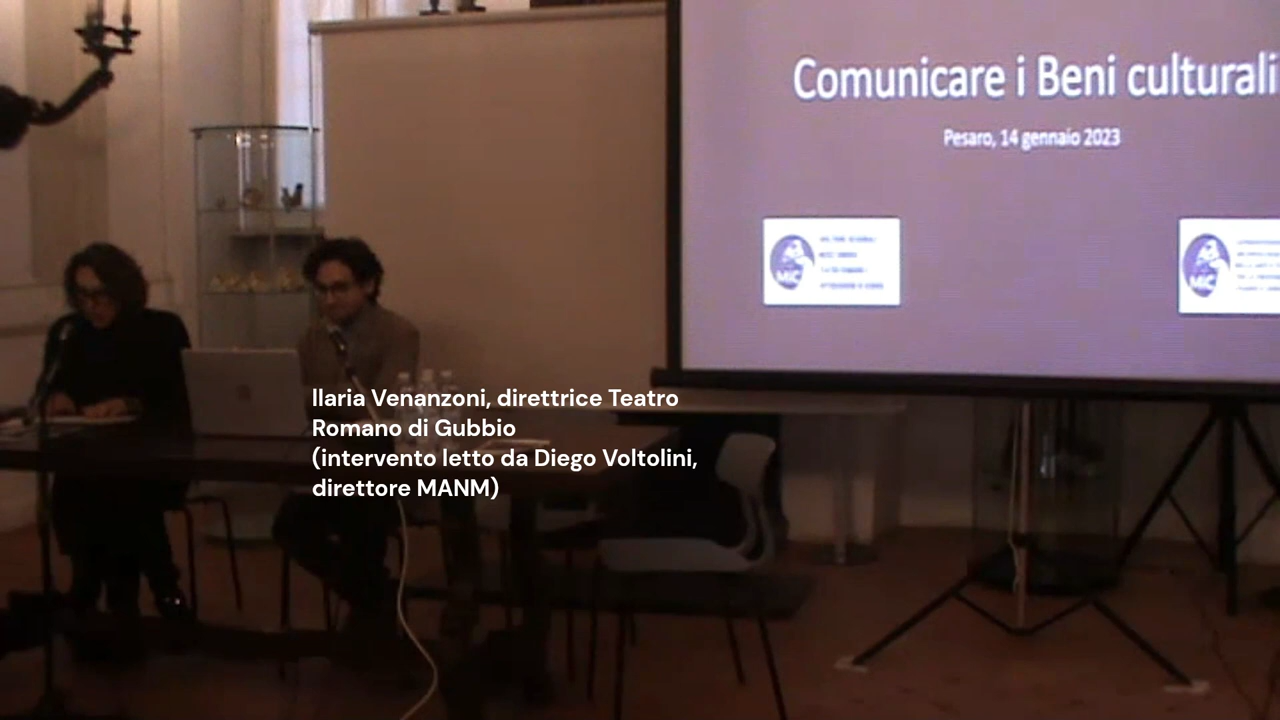 Comunicare i Beni culturali
Pesaro, 14 gennaio 2023
MiC
MiC
Ilaria Venanzoni, direttrice Teatro
Romano di Gubbio
(intervento letto da Diego Voltolini,
direttore MANM)